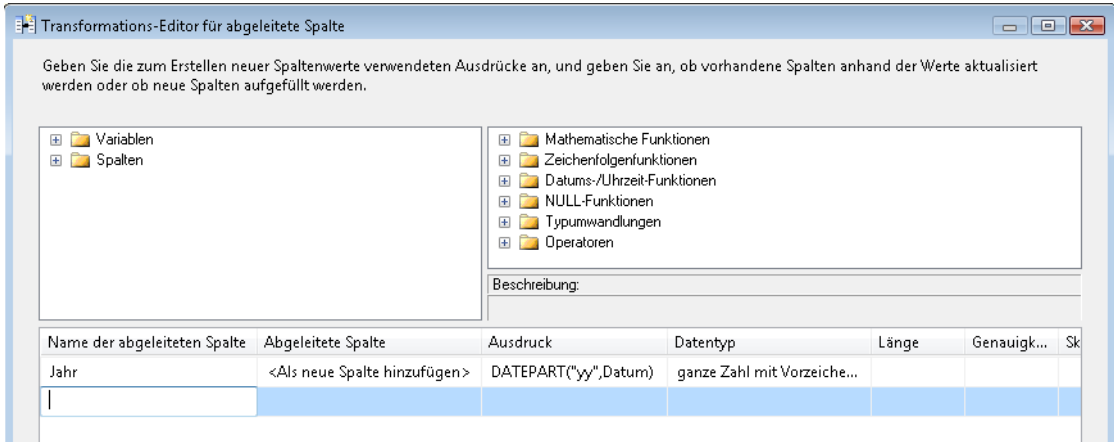 Transformations-Editor für abgeleitete Spalte
Geben Sie die zum Erstellen neuer Spaltenwerte verwendeten Ausdrücke an, und geben Sie an, ob vorhandene Spalten anhand der Werte aktualisiert
werden oder ob neue Spalten aufgefüllt werden.
Variablen
Spalten
Mathematische Funktionen
Zeichenfolgenfunktionen
Datums-/Uhrzeit-Funktionen
NULL-Funktionen
Typumwandlungen
Operatoren
Beschreibung:
Name der abgeleiteten Spalte Abgeleitete Spalte Ausdruck Datentyp Länge Genauigk... Sk
Jahr <Als neue Spalte hinzufügen> DATEPART("yy",Datum) ganze Zahl mit Vorzeiche...